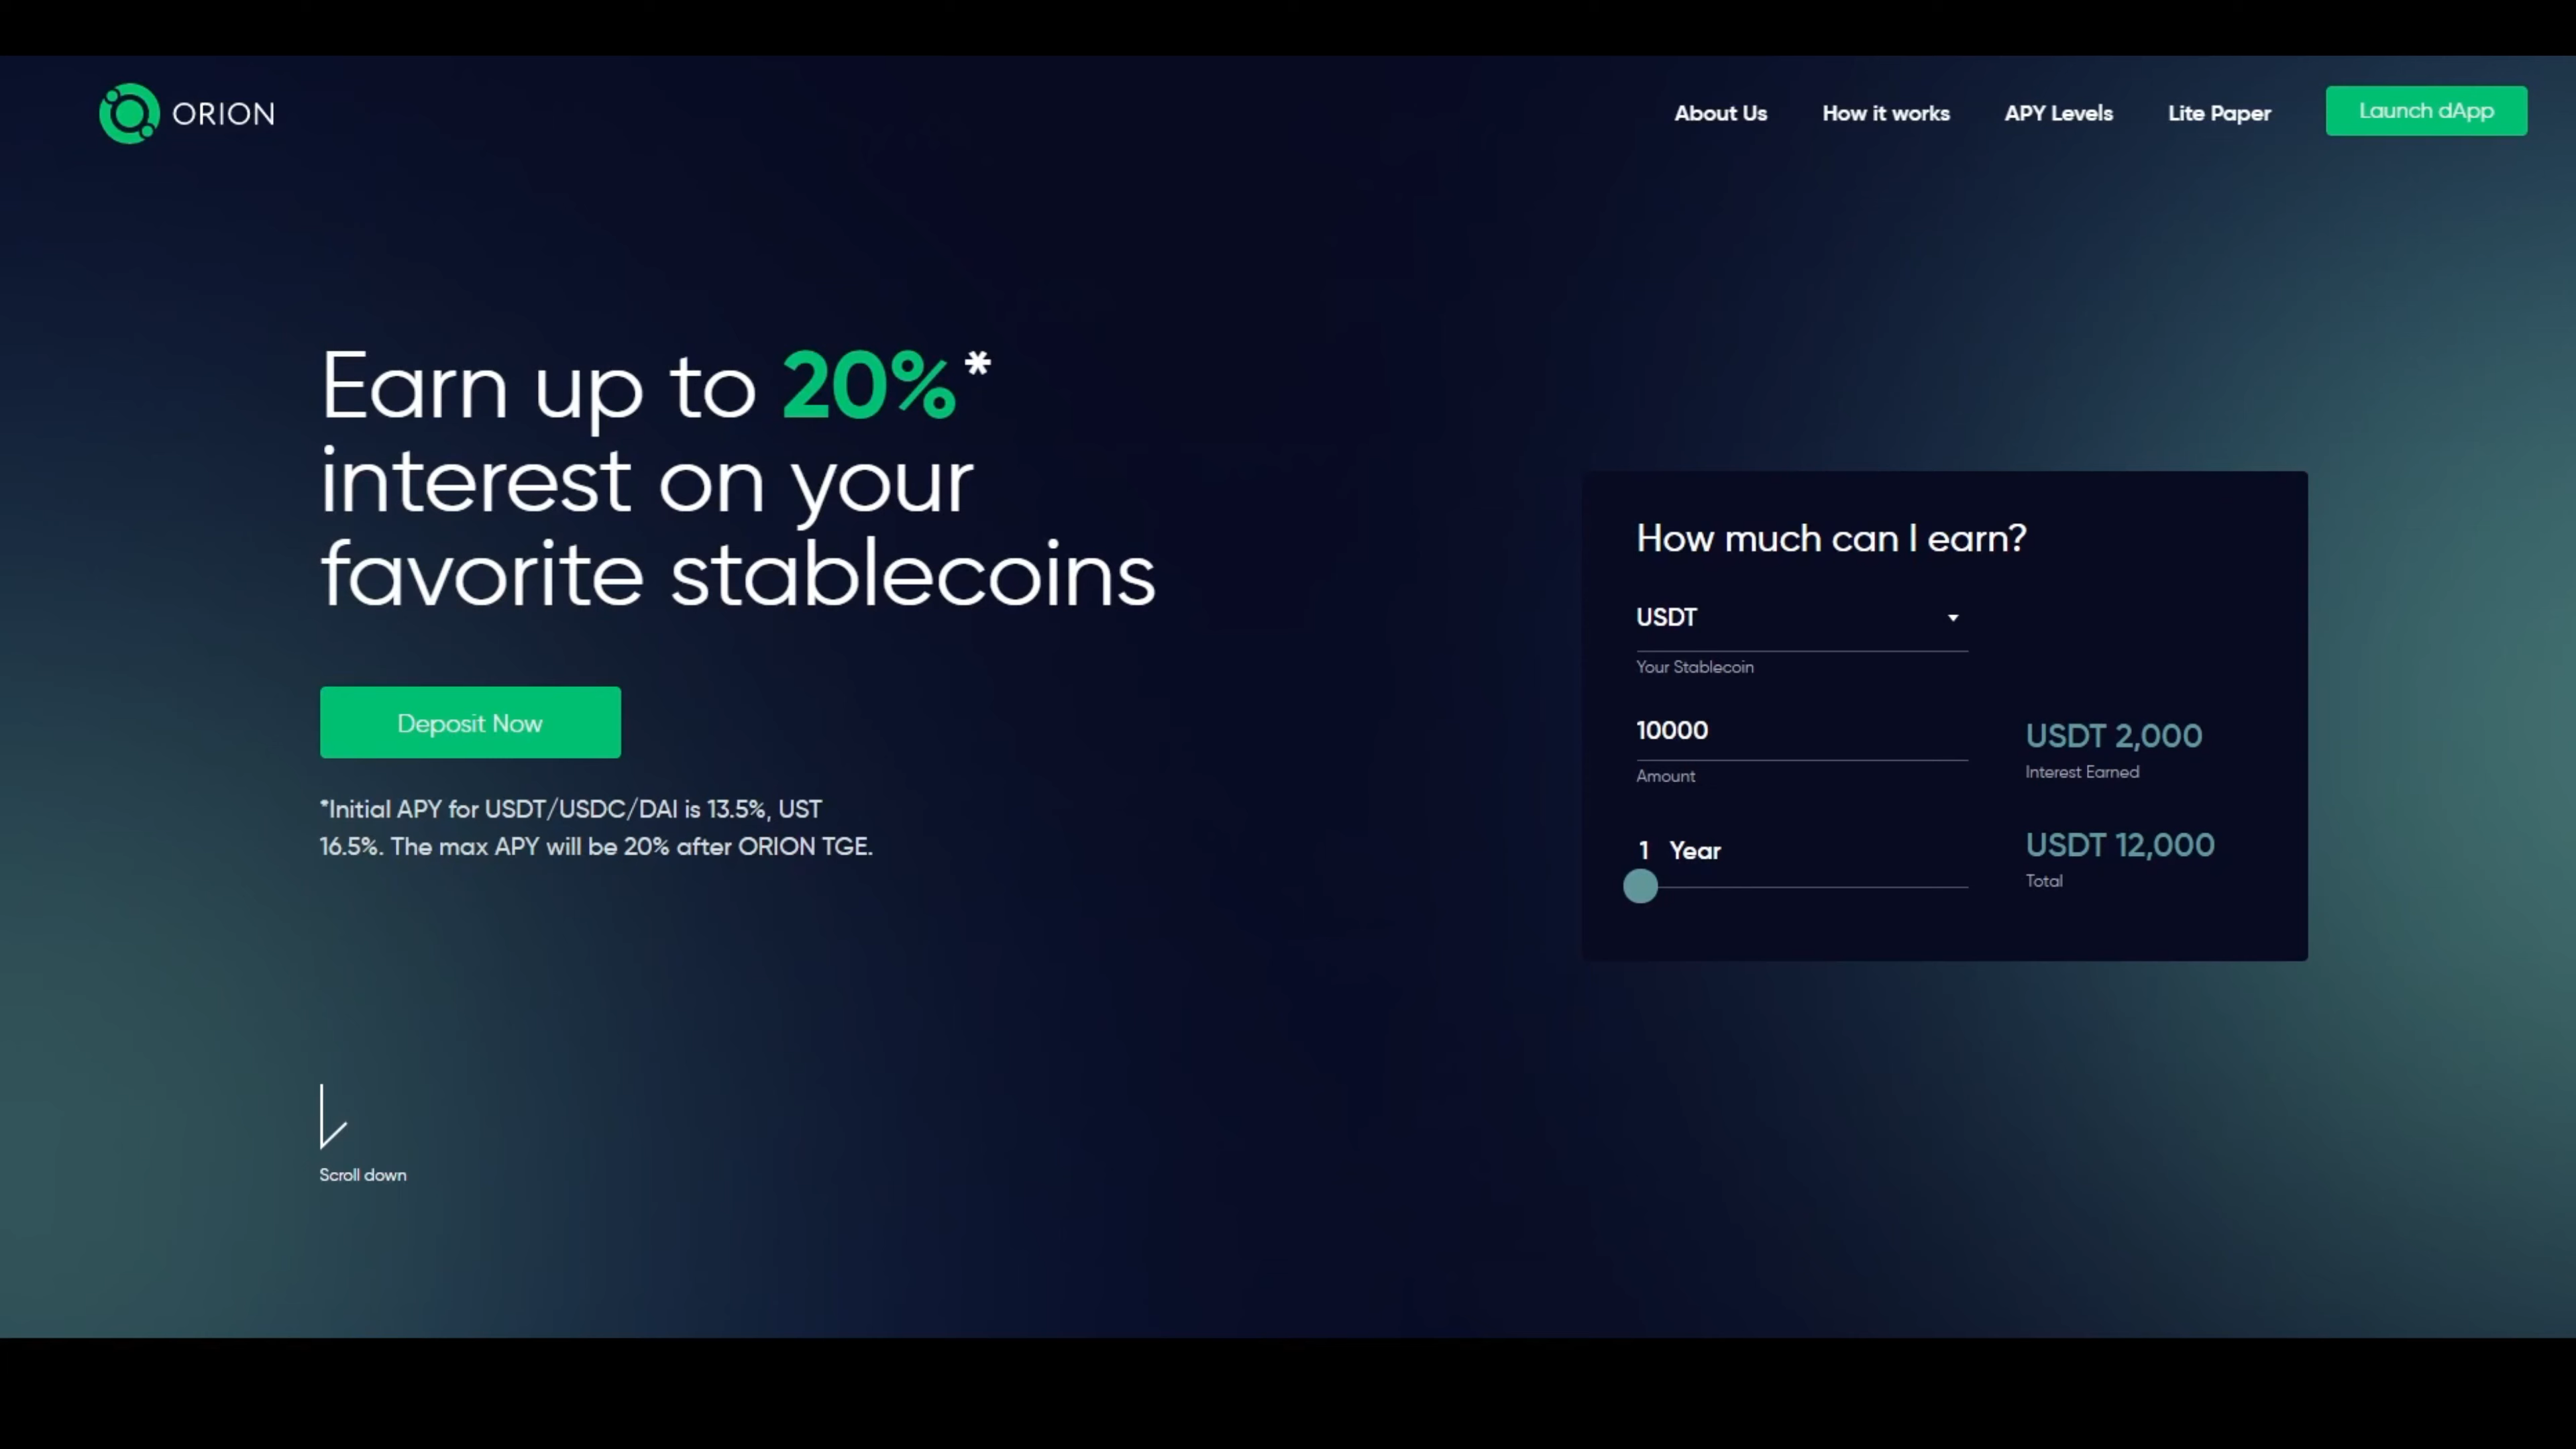 ORION
About Us
How it works
APY Levels
Lite Paper
Launch dApp
Earn up to 20%*
interest on your
favorite stablecoins
Deposit Now
*Initial APY for USDT/USDC/DAI is 13.5%, UST
16.5%. The max APY will be 20% after ORION TGE.
Scroll down
How much can I earn?
USDT
Your Stablecoin
10000
Amount
USDT 2,000
Interest Earned
1 Year
USDT 12,000
Total